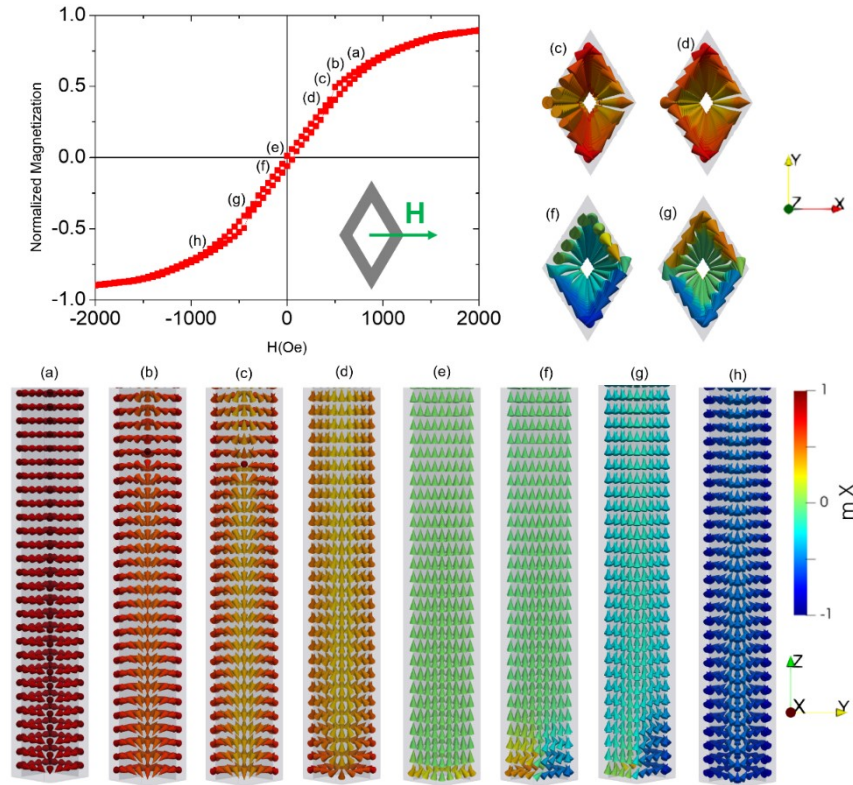 1.0
0.5
0.0
-0.5
-1.0
Normalized Magnetization
(a)
(b)
(c)
(d)
(e)
(f)
(g)
(h)
H
-2000 -1000 0 1000 2000
H(Oe)
(c) (d)
(f) (g)
Y
Z X
(a) (b) (c) (d) (e) (f) (g) (h)
1
0
-1
m X
Z
X Y